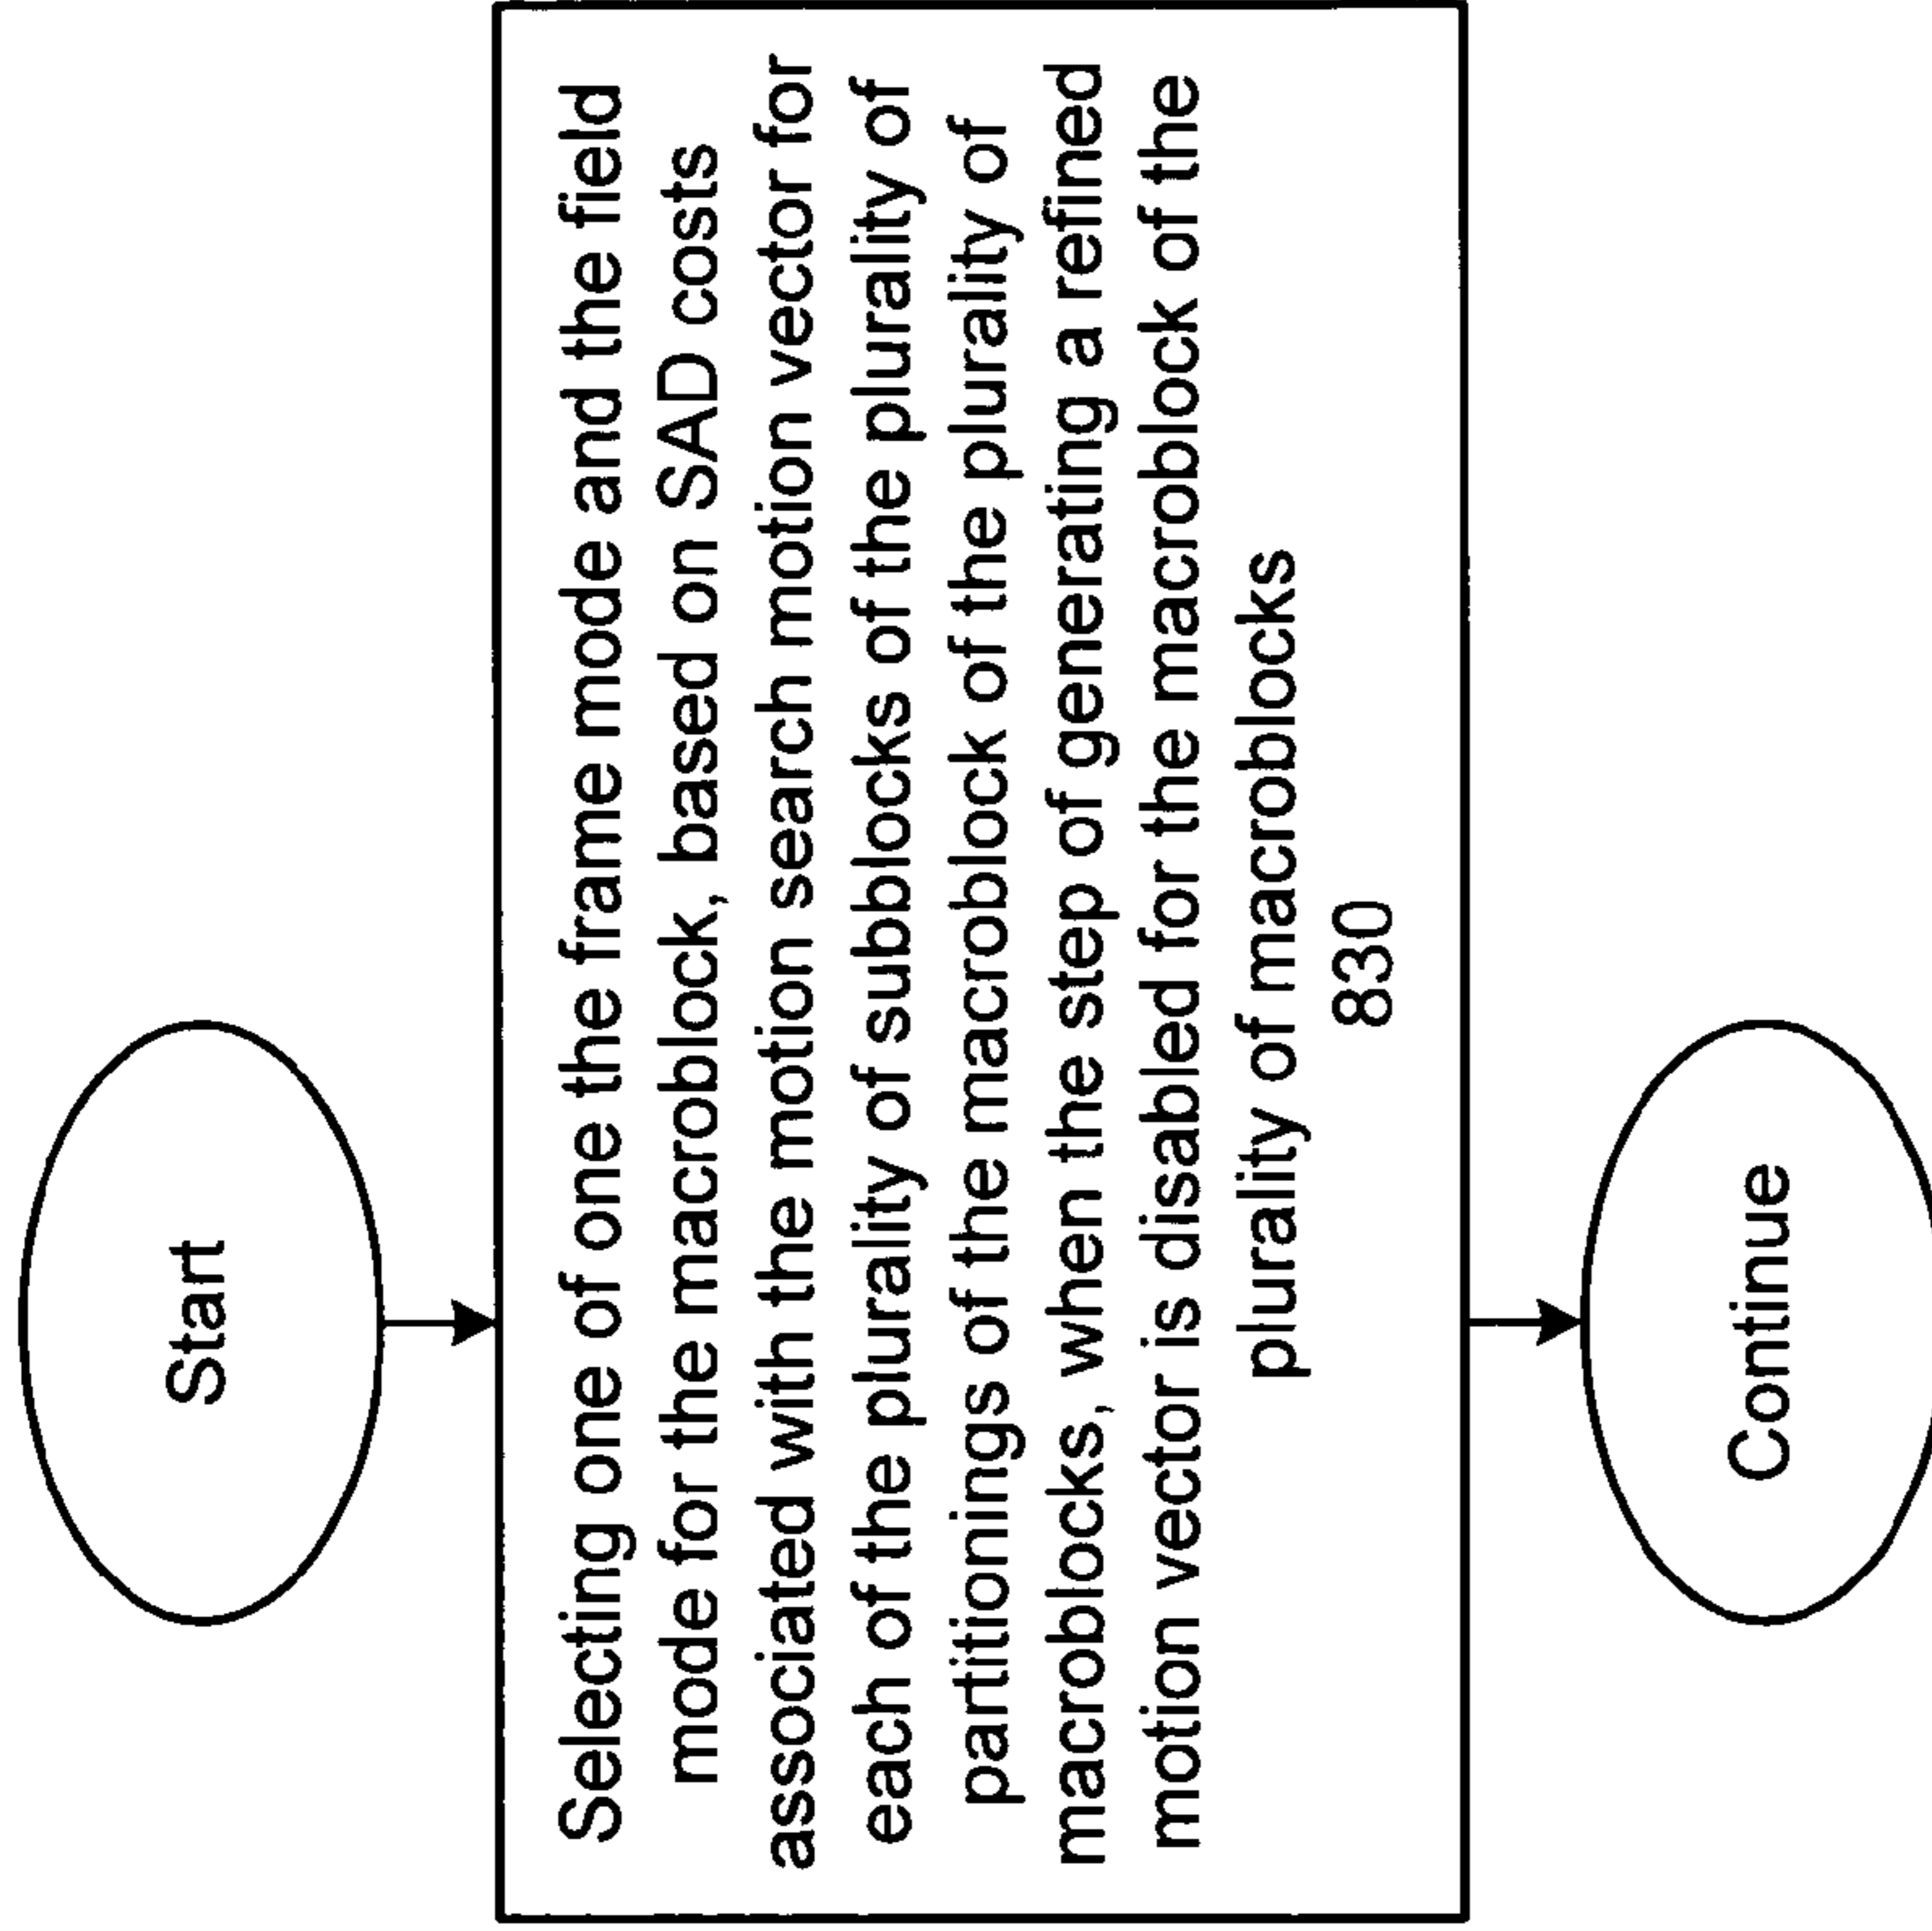 Start
Selecting one of one the frame mode and the field
mode for the macroblock, based on SAD costs
associated with the motion search motion vector for
each of the plurality of subblocks of the plurality of
partitionings of the macroblock of the plurality of
macroblocks, when the step of generating a refined
motion vector is disabled for the macroblock of the
plurality of macroblocks
830
Continue